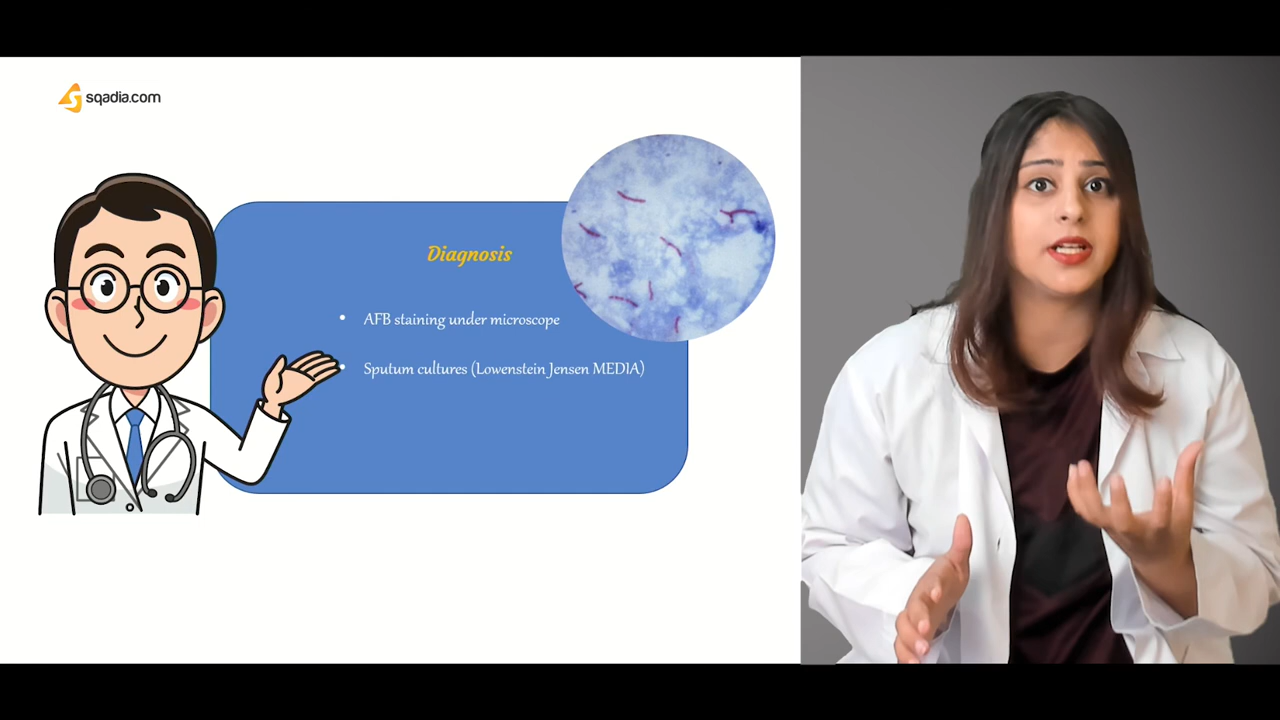 sqadia.com
Diagnosis
• AFB staining under microscope
• Sputum cultures (Lowenstein Jensen MEDIA)